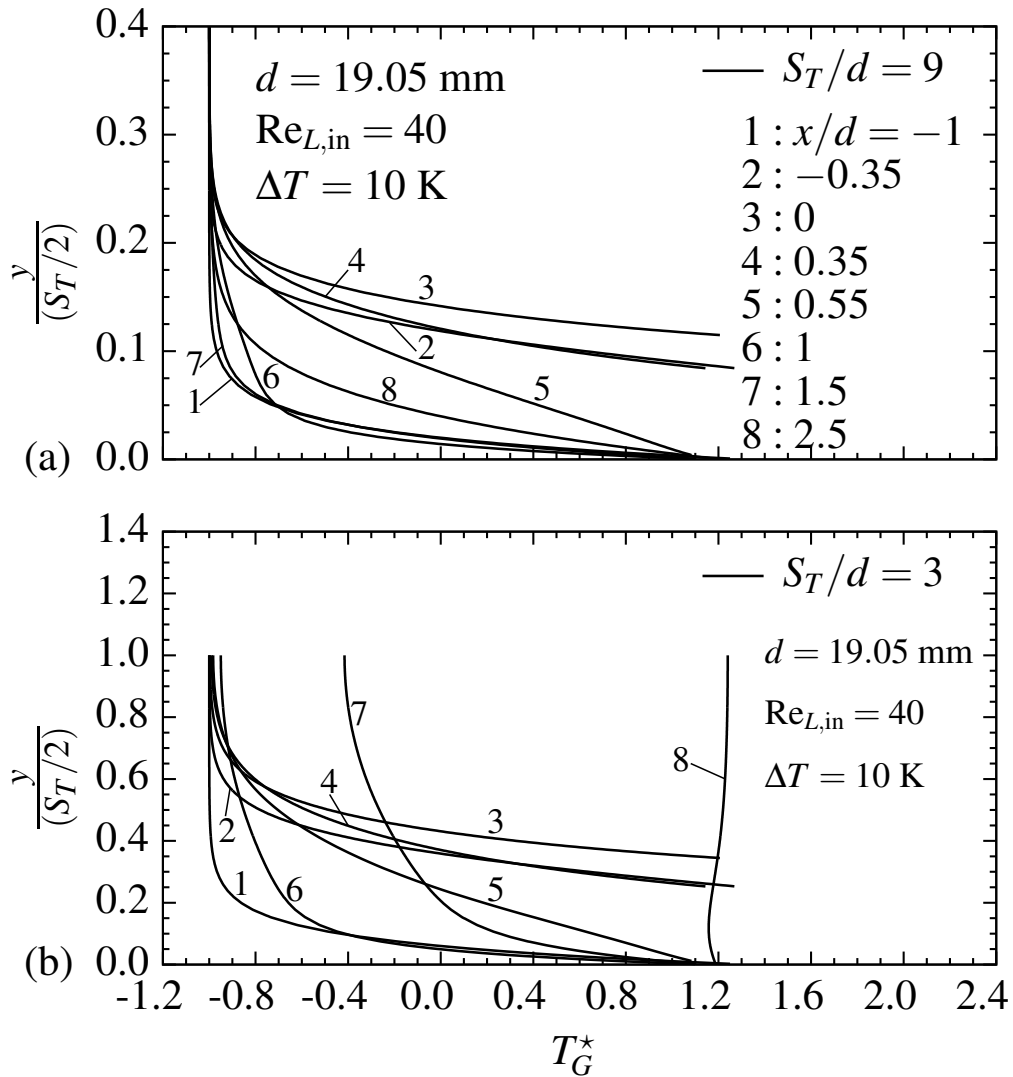 0.4
0.3
0.2
0.1
0.0
y/(S_T/2)
(a)
d = 19.05 mm
Re_{L,in} = 40
ΔT = 10 K
S_T/d = 9
1 : x/d = −1
2 : −0.35
3 : 0
4 : 0.35
5 : 0.55
6 : 1
7 : 1.5
8 : 2.5
4
3
2
7
6
8
5
1
1.4
1.2
1.0
0.8
0.6
0.4
0.2
0.0
y/(S_T/2)
(b)
S_T/d = 3
d = 19.05 mm
Re_{L,in} = 40
ΔT = 10 K
7
8
4
3
2
1
6
5
-1.2 -0.8 -0.4 0.0 0.4 0.8 1.2 1.6 2.0 2.4
T_G^⋆